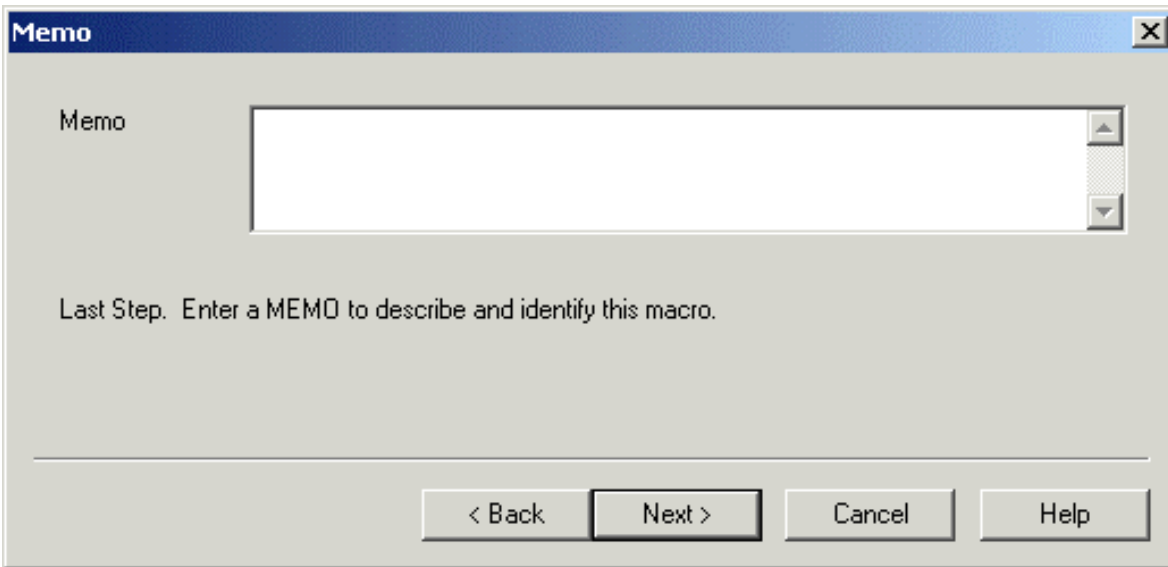 Memo
Memo
Last Step.  Enter a MEMO to describe and identify this macro.
< Back
Next >
Cancel
Help